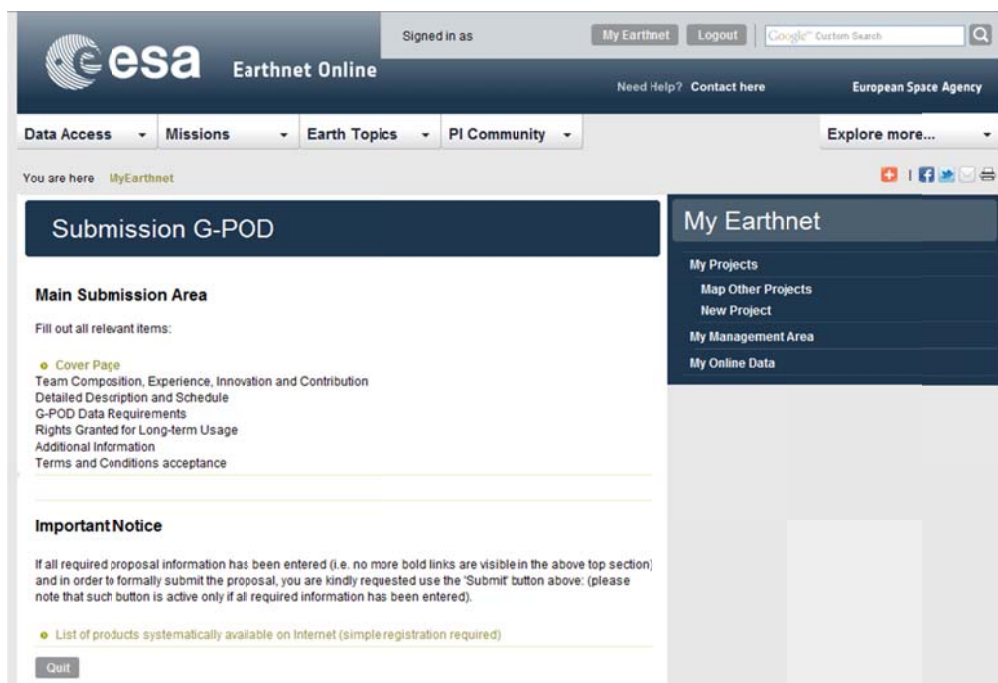 esa
Earthnet Online
Signed in as
My Earthnet
Logout
Google™ Custom Search
Need Help? Contact here
European Space Agency
Data Access
Missions
Earth Topics
PI Community
Explore more...
You are here MyEarthnet
Submission G-POD
Main Submission Area
Fill out all relevant items:
Cover Page
Team Composition, Experience, Innovation and Contribution
Detailed Description and Schedule
G-POD Data Requirements
Rights Granted for Long-term Usage
Additional Information
Terms and Conditions acceptance
Important Notice
If all required proposal information has been entered (i.e. no more bold links are visible in the above top section)
and in order to formally submit the proposal, you are kindly requested use the 'Submit' button above: (please
note that such button is active only if all required information has been entered).
List of products systematically available on Internet (simple registration required)
Quit
My Earthnet
My Projects
Map Other Projects
New Project
My Management Area
My Online Data